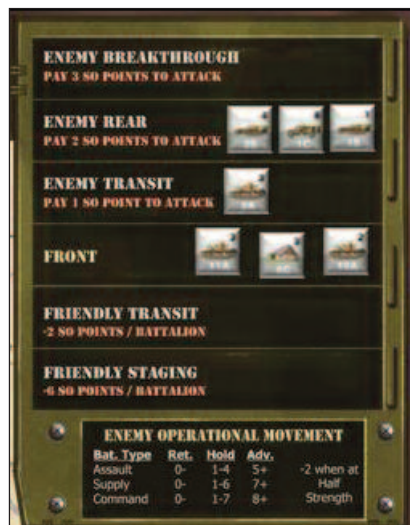 ENEMY BREAKTHROUGH
PAY 3 SO POINTS TO ATTACK
ENEMY REAR
PAY 2 SO POINTS TO ATTACK
ENEMY TRANSIT
PAY 1 SO POINT TO ATTACK
FRONT
FRIENDLY TRANSIT
-2 SO POINTS / BATTALION
FRIENDLY STAGING
-6 SO POINTS / BATTALION
ENEMY OPERATIONAL MOVEMENT
Bat. Type Ret. Hold Adv.
Assault 0- 1-4 5+ -2 when at
Supply 0- 1-6 7+ Half
Command 0- 1-7 8+ Strength